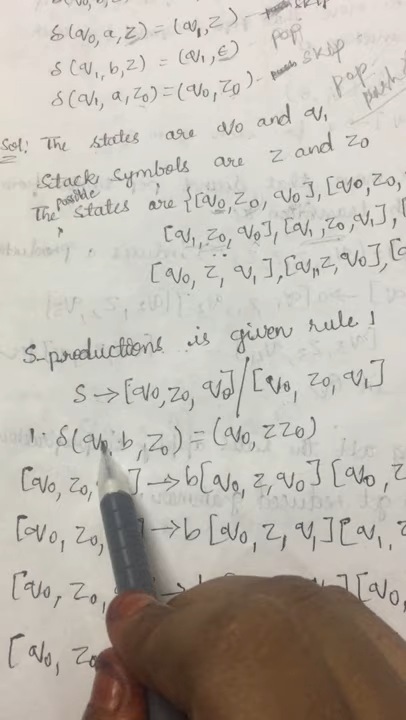 δ(q0, a, z) = (q1, z) - skip
δ(q1, b, z) = (q1, ϵ) - pop
δ(q1, a, z0) = (q0, z0) - skip
pop
push
Sol: The states are q0 and q1
Stack symbols are z and z0
The possible states are {[q0, z0, q0], [q0, z0,
[q1, z0, q0], [q1, z0, q1], [
[q0, z, q1], [q1, z, q0], [q
S-productions is given rule 1
S → [q0, z0, q0] / [q0, z0, q1]
1. δ(q0, b, z0) = (q0, zz0)
[q0, z0, ] → b[q0, z, q0] [q0, z
[q0, z0, ] → b [q0, z, q1] [q1, z
[q0, z0, → [q0,
[q0, z0